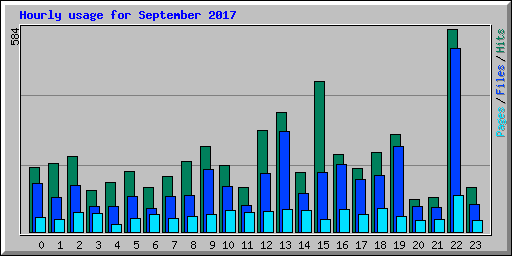 Hourly usage for September 2017
584
Pages / Files / Hits
0 1 2 3 4 5 6 7 8 9 10 11 12 13 14 15 16 17 18 19 20 21 22 23